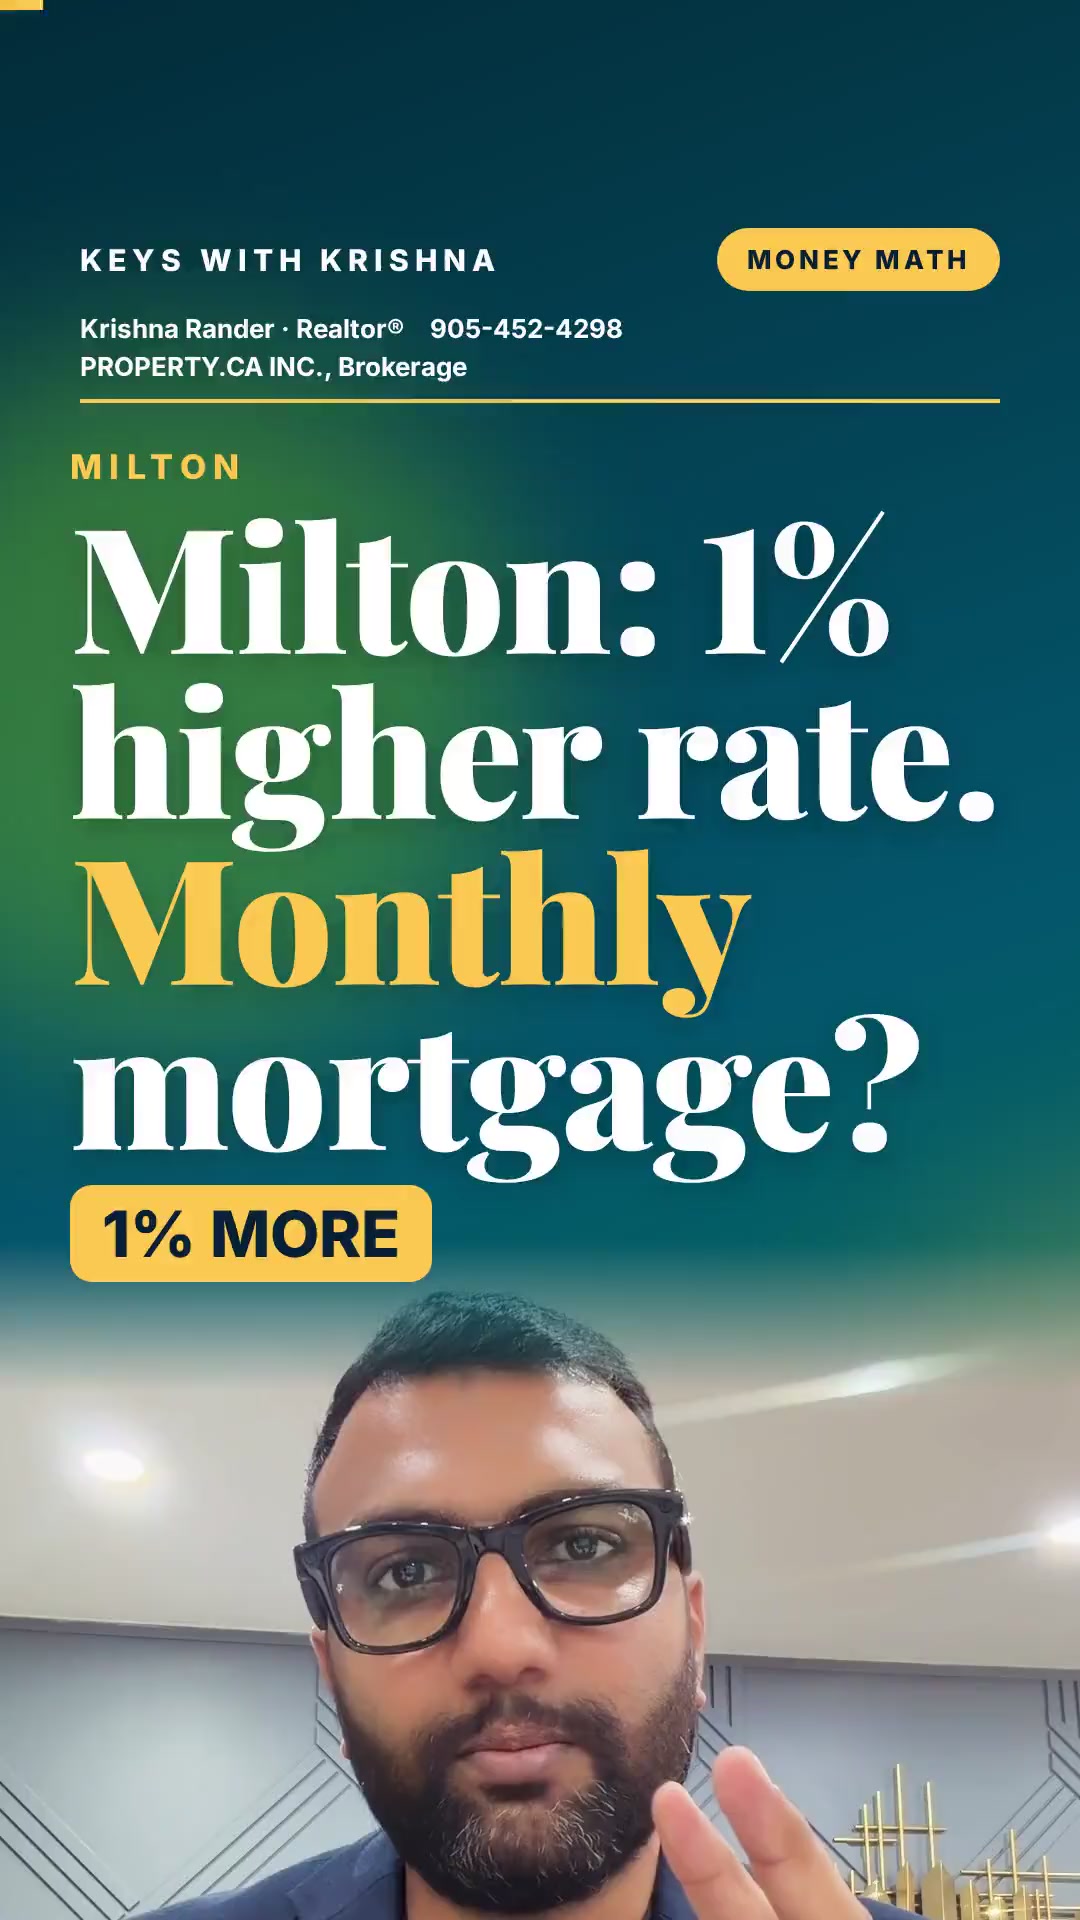 KEYS WITH KRISHNA
MONEY MATH
Krishna Rander · Realtor® 905-452-4298
PROPERTY.CA INC., Brokerage
MILTON
Milton: 1%
higher rate.
Monthly
mortgage?
1% MORE